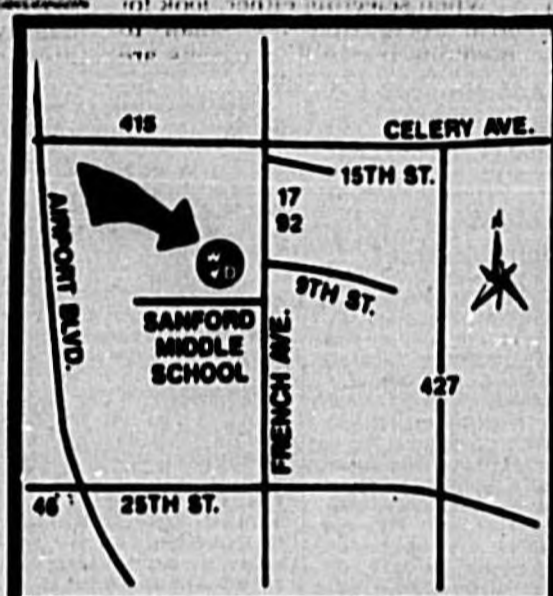 415
CELERY AVE.
15TH ST.
17
92
9TH ST.
AIRPORT BLVD.
SANFORD
MIDDLE
SCHOOL
FRENCH AVE.
427
46
25TH ST.